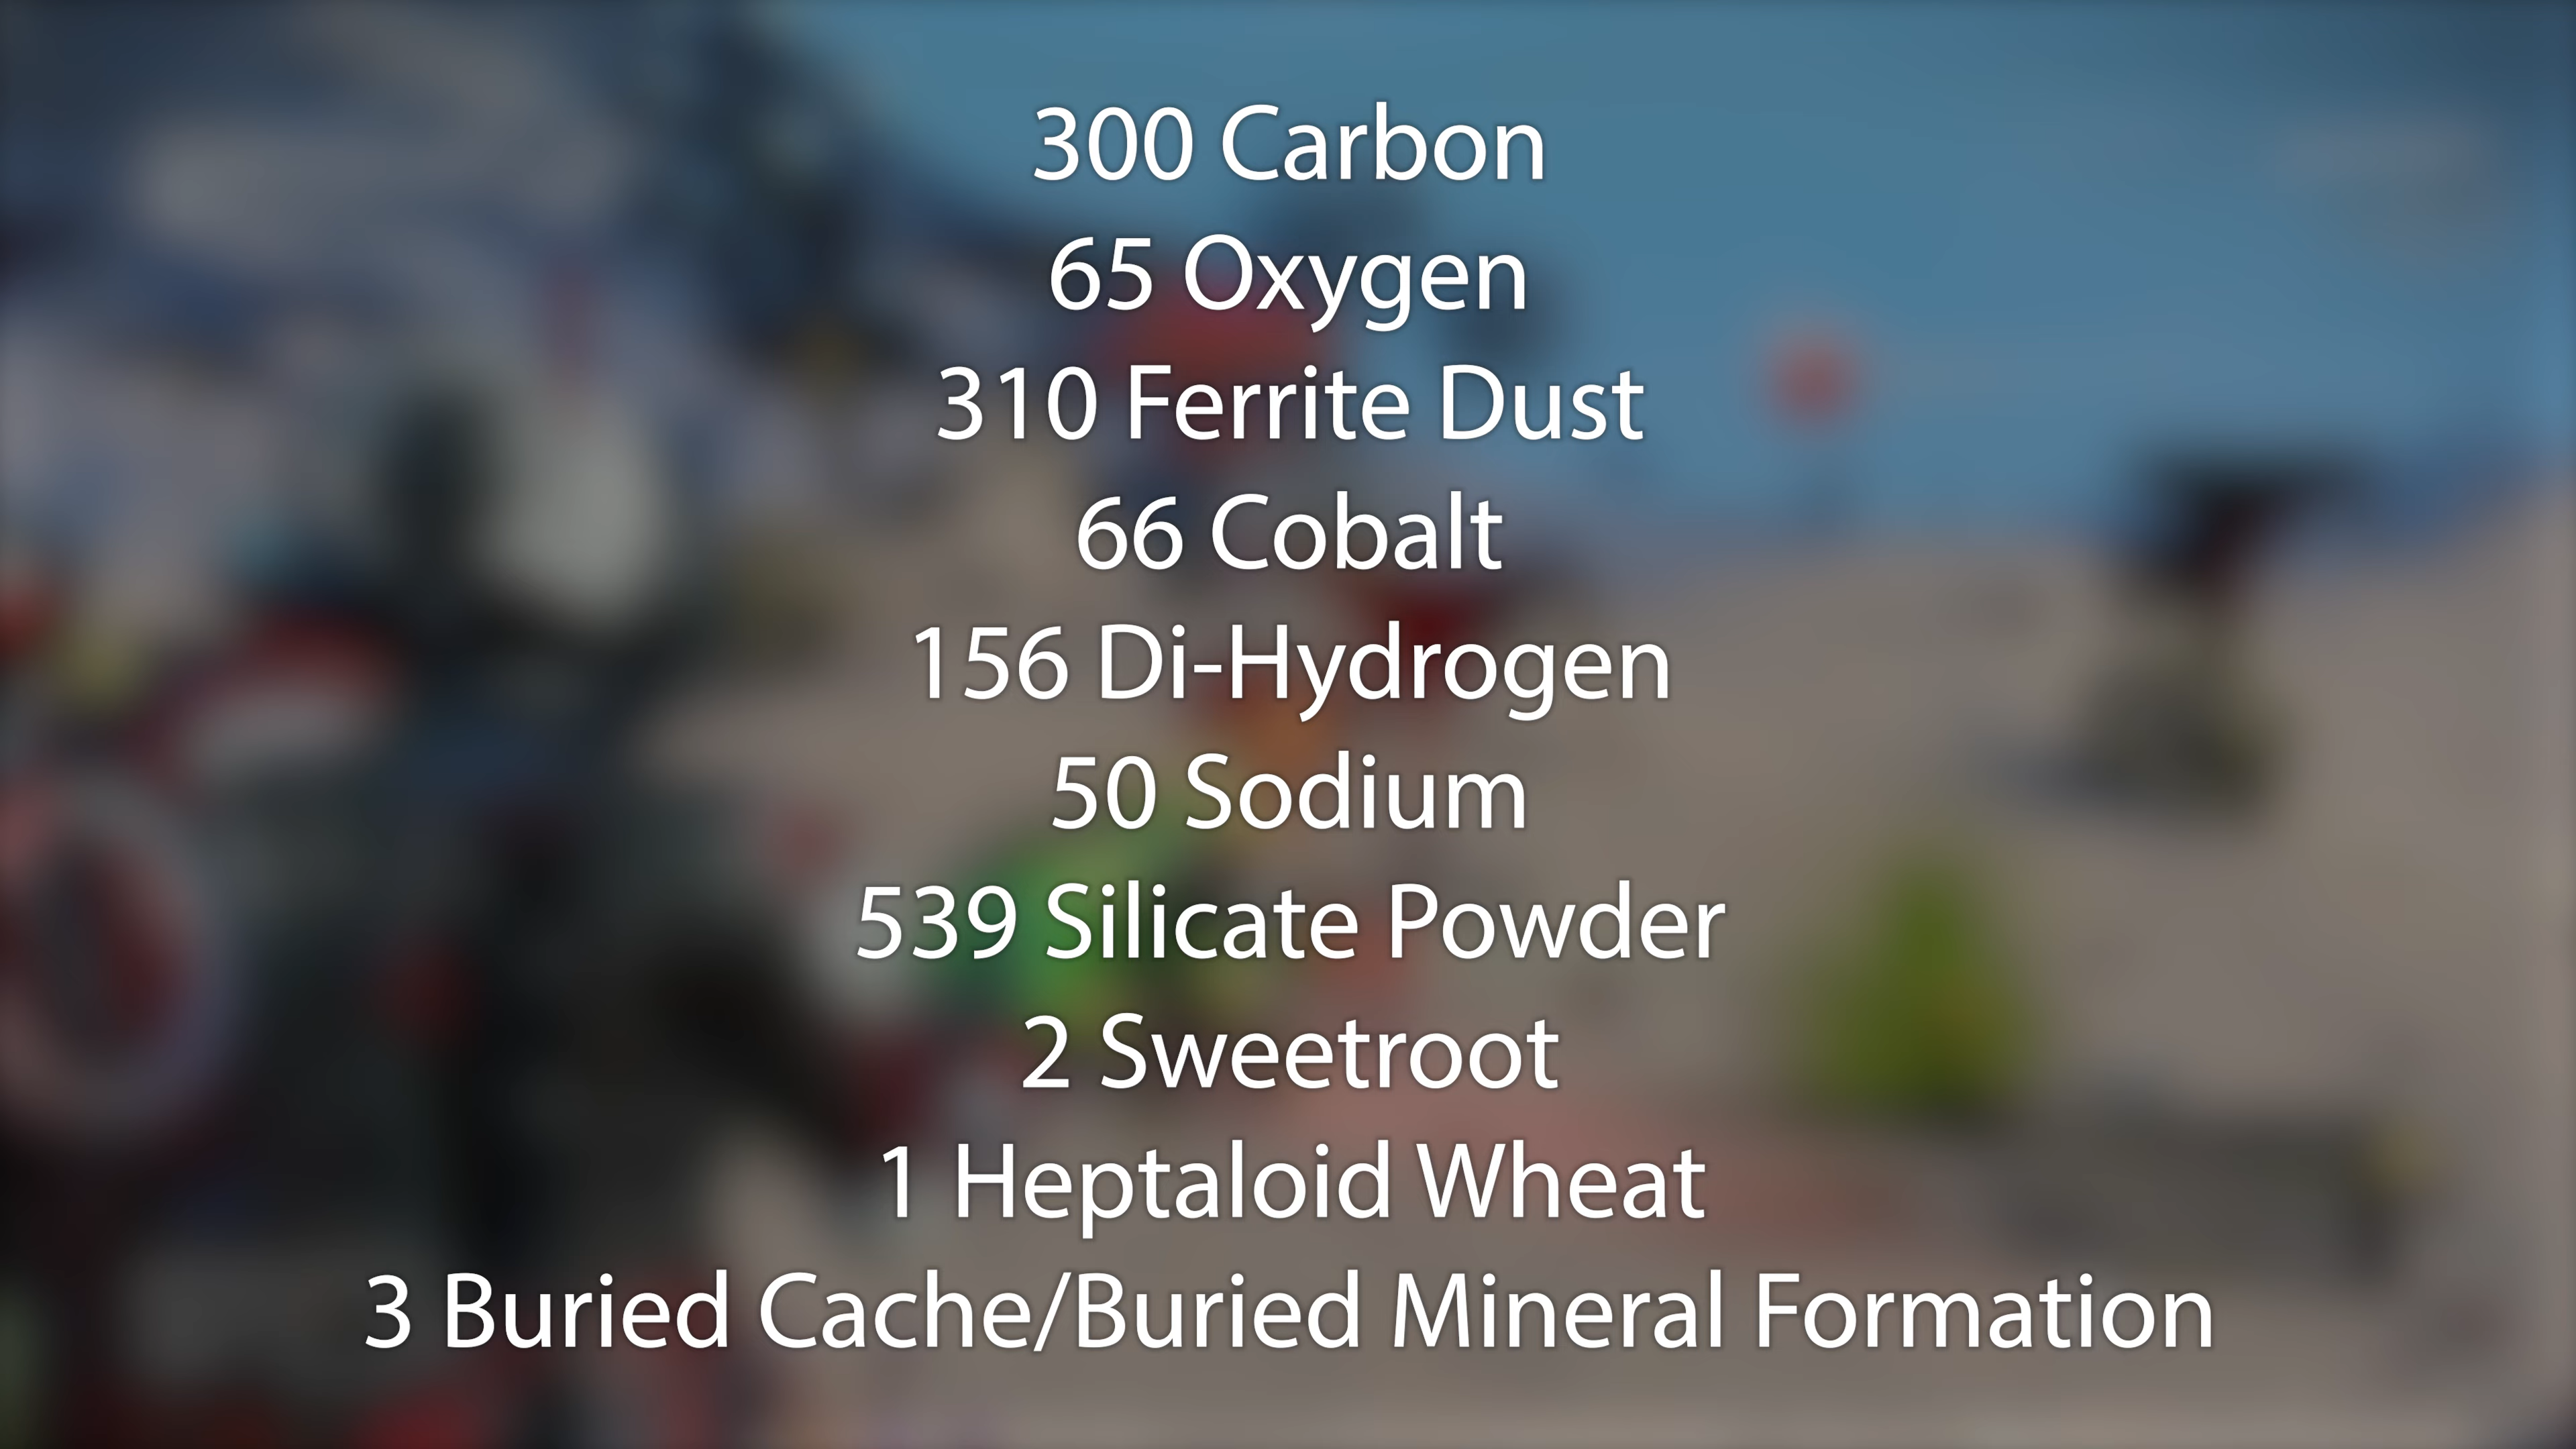 300 Carbon
65 Oxygen
310 Ferrite Dust
66 Cobalt
156 Di-Hydrogen
50 Sodium
539 Silicate Powder
2 Sweetroot
1 Heptaloid Wheat
3 Buried Cache/Buried Mineral Formation